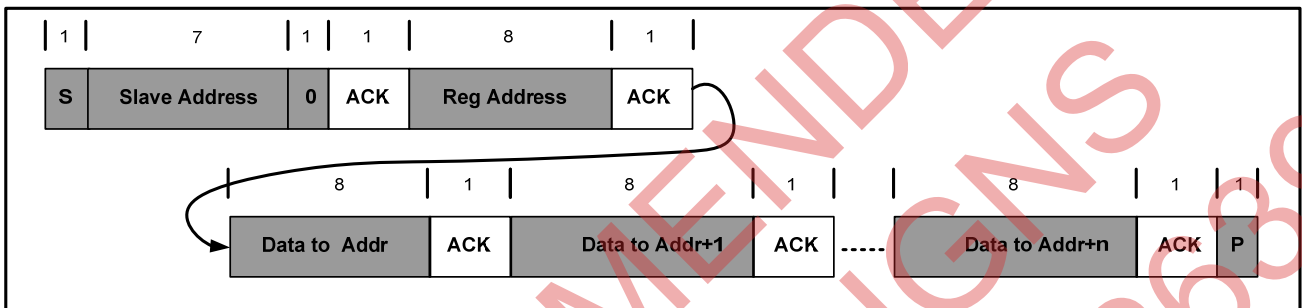 1 7 1 1 8 1
S Slave Address 0 ACK Reg Address ACK
8 1 8 1 8 1 1
Data to Addr ACK Data to Addr+1 ACK Data to Addr+n ACK P